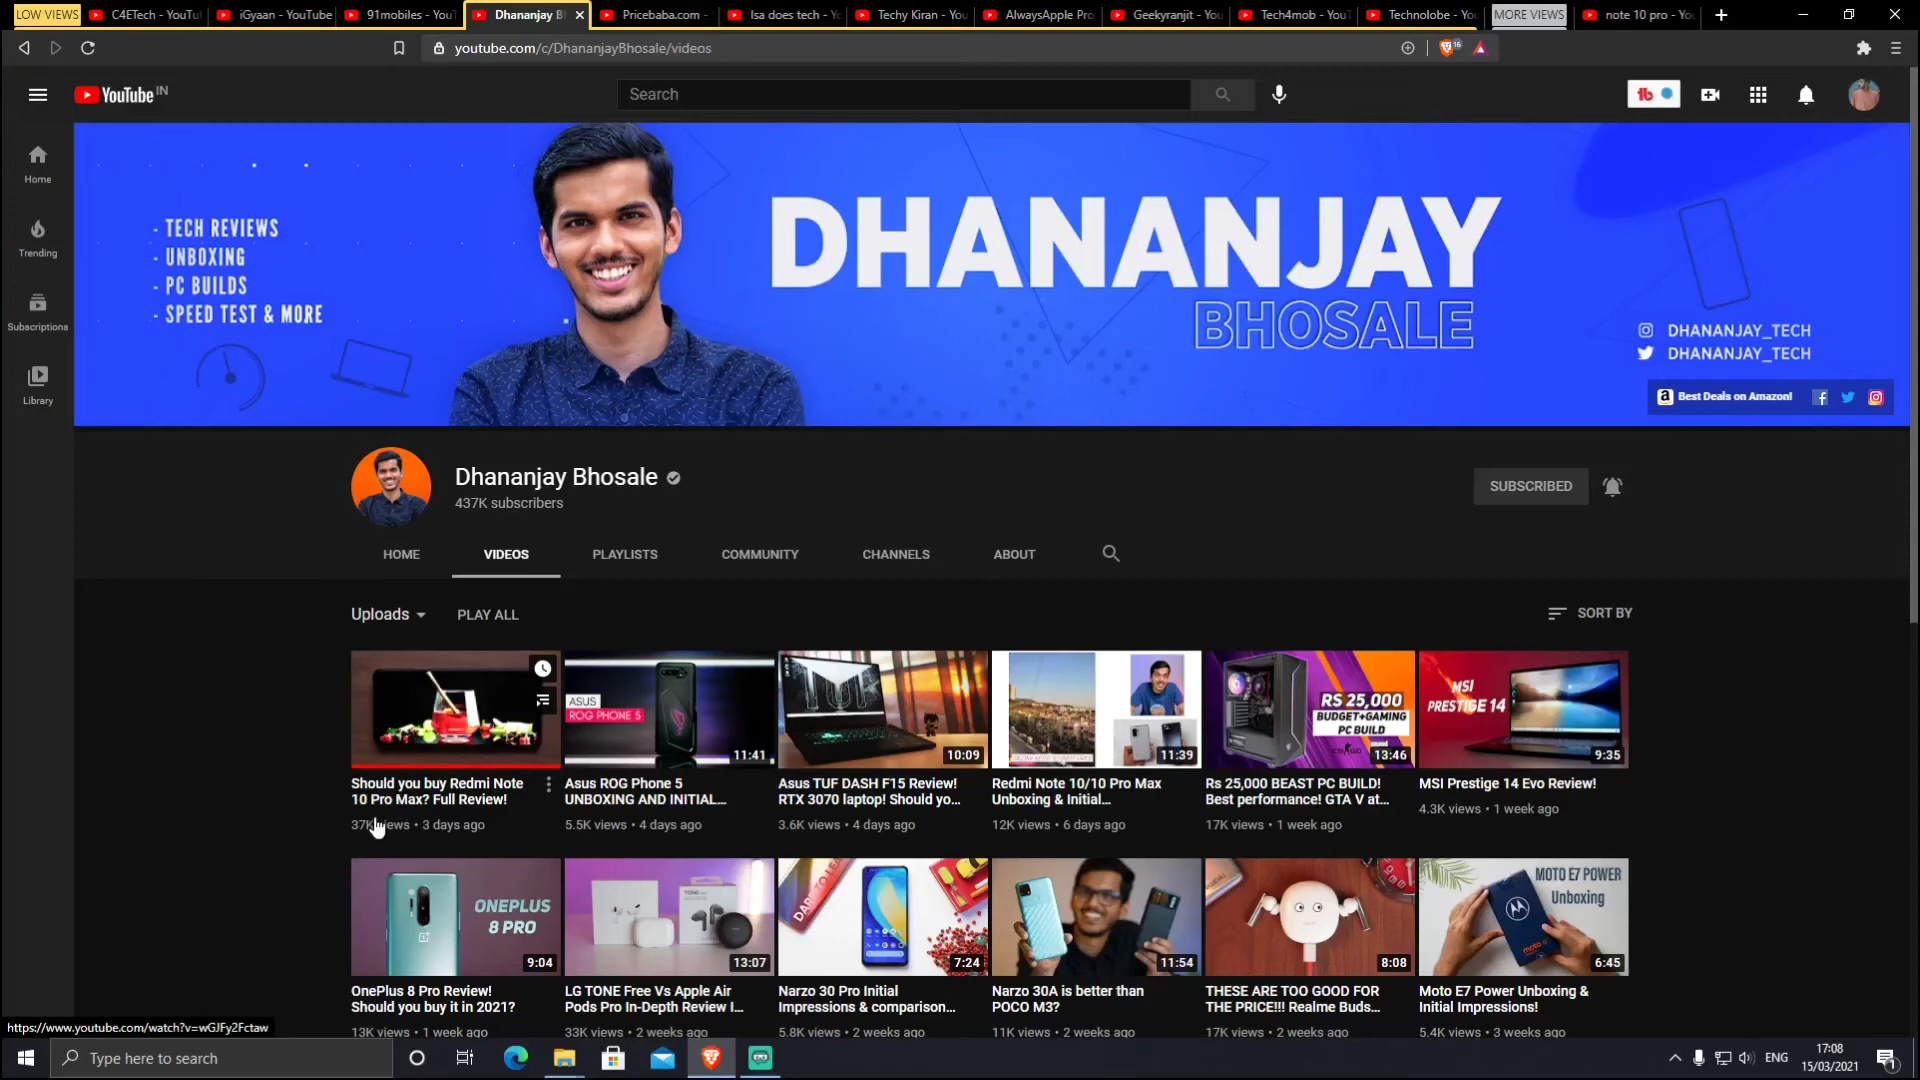 LOW VIEWS
C4ETech - YouTu
iGyaan - YouTube
91mobiles - You
Dhananjay B
Pricebaba.com -
Isa does tech - Yo
Techy Kiran - You
AlwaysApple Pro
Geekyranjit - You
Tech4mob - YouT
Technolobe - You
MORE VIEWS
note 10 pro - Yo
youtube.com/c/DhananjayBhosale/videos
16
YouTube IN
Search
tb
Home
Trending
Subscriptions
Library
- TECH REVIEWS
- UNBOXING
- PC BUILDS
- SPEED TEST & MORE
DHANANJAY
BHOSALE
DHANANJAY_TECH
DHANANJAY_TECH
Best Deals on Amazon!
Dhananjay Bhosale
437K subscribers
SUBSCRIBED
HOME
VIDEOS
PLAYLISTS
COMMUNITY
CHANNELS
ABOUT
Uploads
PLAY ALL
SORT BY
ASUS
ROG PHONE 5
11:41
10:09
11:39
RS 25,000
BUDGET+GAMING
PC BUILD
CS:GO
13:46
MSI
PRESTIGE 14
9:35
Should you buy Redmi Note
10 Pro Max? Full Review!
37K views • 3 days ago
Asus ROG Phone 5
UNBOXING AND INITIAL...
5.5K views • 4 days ago
Asus TUF DASH F15 Review!
RTX 3070 laptop! Should yo...
3.6K views • 4 days ago
Redmi Note 10/10 Pro Max
Unboxing & Initial...
12K views • 6 days ago
Rs 25,000 BEAST PC BUILD!
Best performance! GTA V at...
17K views • 1 week ago
MSI Prestige 14 Evo Review!
4.3K views • 1 week ago
ONEPLUS
8 PRO
9:04
13:07
DARE TO LEAP
7:24
11:54
8:08
MOTO E7 POWER
Unboxing
6:45
OnePlus 8 Pro Review!
Should you buy it in 2021?
13K views • 1 week ago
LG TONE Free Vs Apple Air
Pods Pro In-Depth Review I...
33K views • 2 weeks ago
Narzo 30 Pro Initial
Impressions & comparison...
5.8K views • 2 weeks ago
Narzo 30A is better than
POCO M3?
11K views • 2 weeks ago
THESE ARE TOO GOOD FOR
THE PRICE!!! Realme Buds...
17K views • 2 weeks ago
Moto E7 Power Unboxing &
Initial Impressions!
5.4K views • 3 weeks ago
https://www.youtube.com/watch?v=wGJFy2Fctaw
Type here to search
ENG
17:08
15/03/2021
1